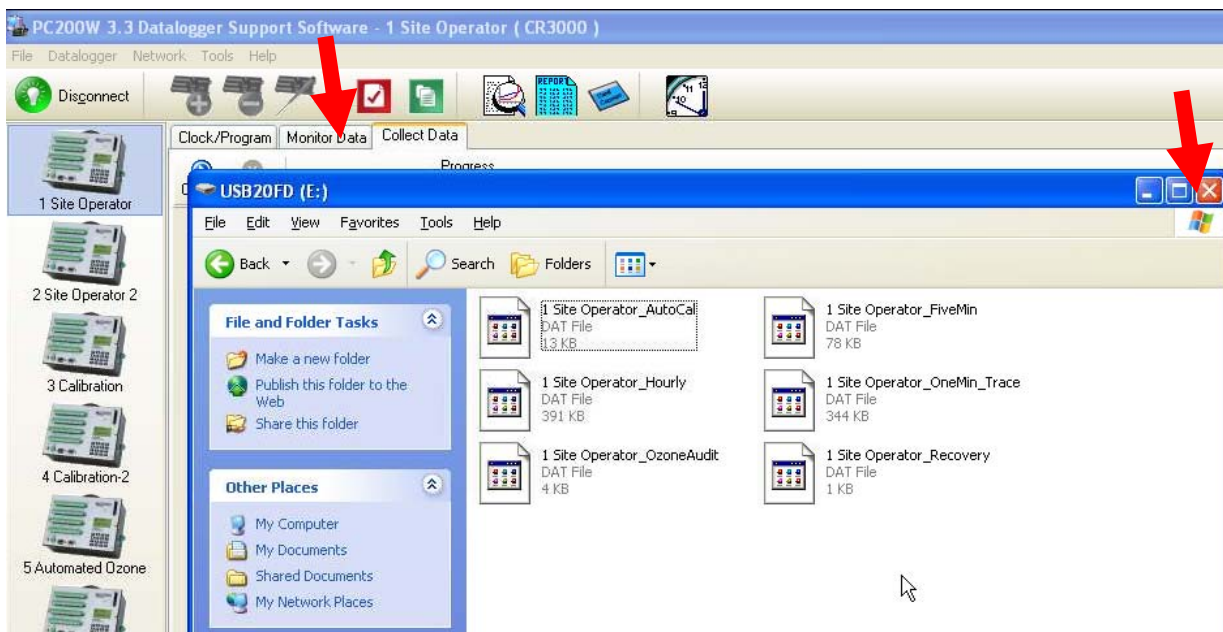 PC200W 3.3 Datalogger Support Software - 1 Site Operator ( CR3000 )
File Datalogger Network Tools Help
Disconnect
REPORT
Clock/Program Monitor Data Collect Data
Progress
1 Site Operator
2 Site Operator 2
3 Calibration
4 Calibration-2
5 Automated Ozone
USB20FD (E:)
File Edit View Favorites Tools Help
Back Search Folders
File and Folder Tasks
Make a new folder
Publish this folder to the
Web
Share this folder
Other Places
My Computer
My Documents
Shared Documents
My Network Places
1 Site Operator_AutoCal
DAT File
13 KB
1 Site Operator_FiveMin
DAT File
78 KB
1 Site Operator_Hourly
DAT File
391 KB
1 Site Operator_OneMin_Trace
DAT File
344 KB
1 Site Operator_OzoneAudit
DAT File
4 KB
1 Site Operator_Recovery
DAT File
1 KB